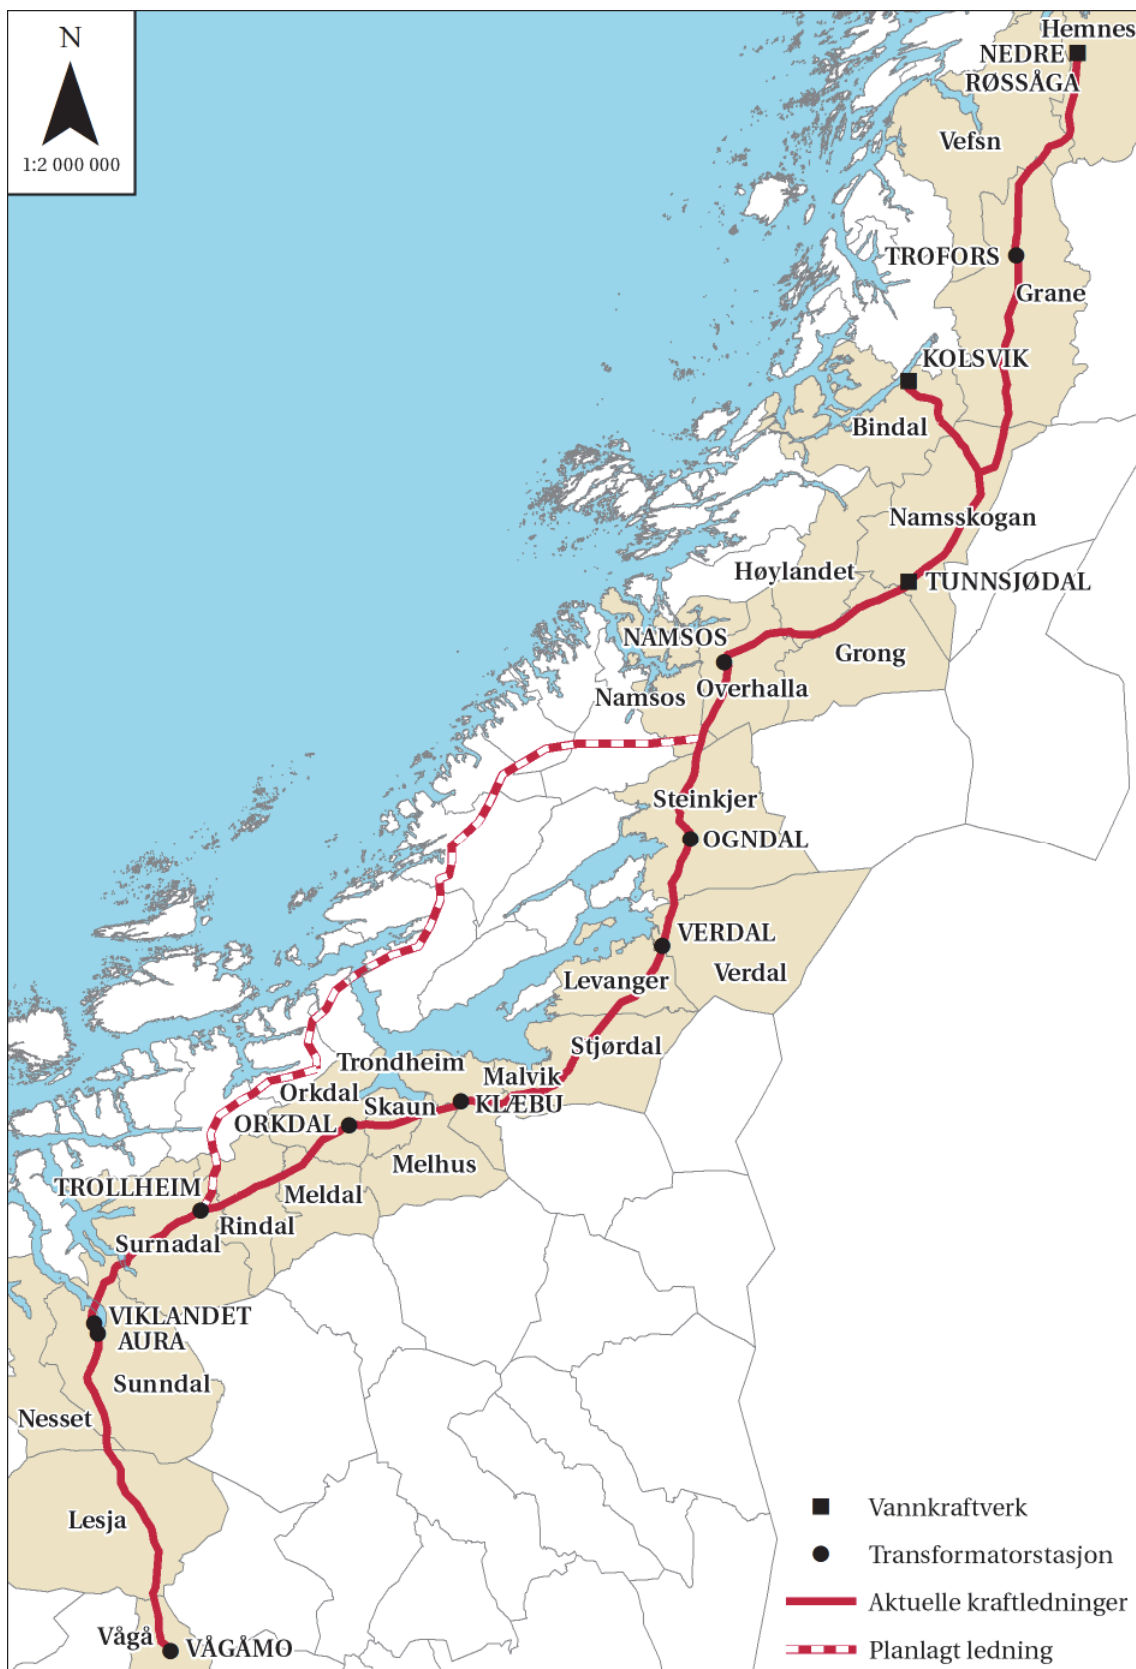 N
1:2 000 000
Hemnes
NEDRE
RØSSÅGA
Vefsn
TRØFORS
Grane
KOLSVIK
Bindal
Namsskogan
Høylandet
TUNNSJØDAL
NAMSOS
Grong
Namsos
Overhalla
Steinkjer
OGNDAL
VERDAL
Levanger
Verdal
Stjørdal
Trondheim
Malvik
Orkdal
Skaun
KLÆBU
ORKDAL
Melhus
TROLLHEIM
Meldal
Rindal
Surnadal
VIKLANDET
AURA
Sunndal
Nesset
Lesja
Vågå
VÅGÅMO
Vannkraftverk
Transformatorstasjon
Aktuelle kraftledninger
Planlagt ledning